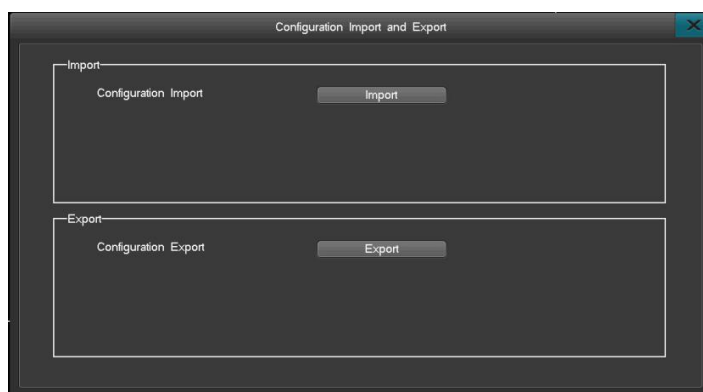 Configuration Import and Export
Import
Configuration Import
Import
Export
Configuration Export
Export